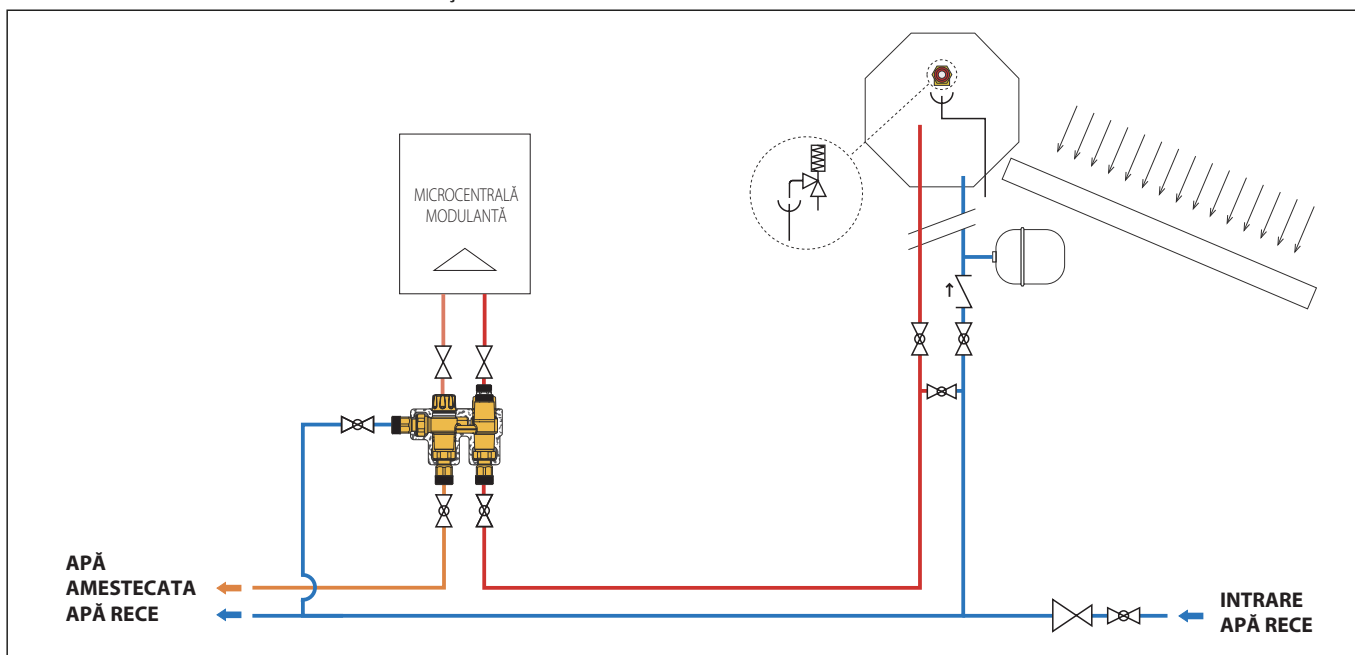 MICROCENTRALĂ
MODULANTĂ
APĂ
AMESTECATA
APĂ RECE
INTRARE
APĂ RECE